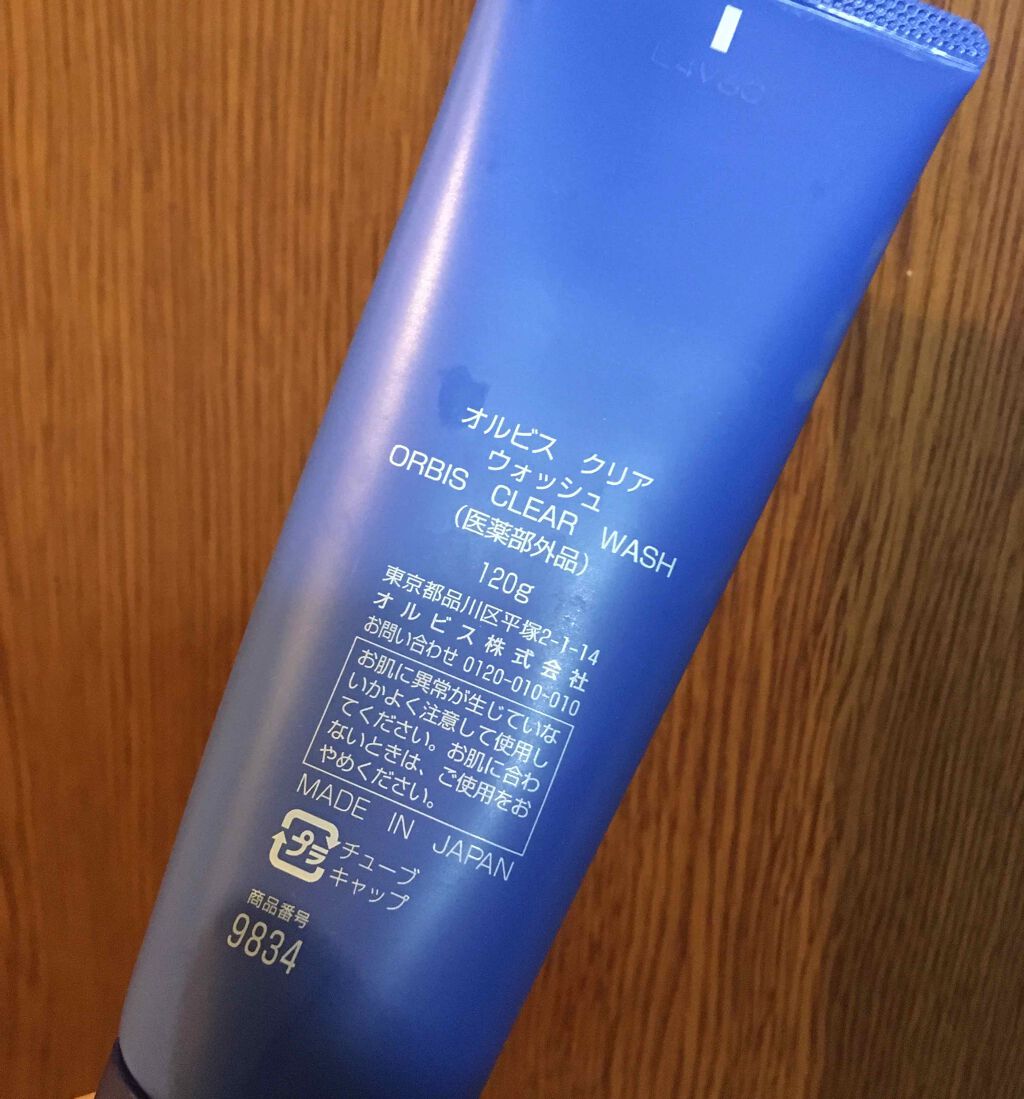 オルビス クリア
ウォッシュ
ORBIS CLEAR WASH
(医薬部外品)
120g
東京都品川区平塚2-1-14
オルビス株式会社
お問い合わせ 0120-010-010
お肌に異常が生じていな
いかよく注意して使用し
てください。お肌に合わ
ないときは、ご使用をお
やめください。
MADE IN JAPAN
プラ
チューブ
キャップ
商品番号
9834